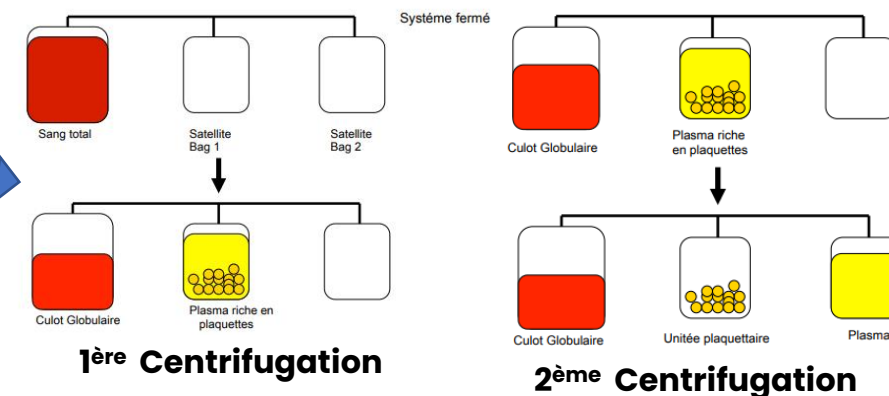 Systéme fermé
Sang total
Satellite
Bag 1
Satellite
Bag 2
Culot Globulaire
Plasma riche en
plaquettes
1ère Centrifugation
Culot Globulaire
Plasma riche
en plaquettes
Culot Globulaire
Unitée plaquettaire
Plasma
2ème Centrifugation